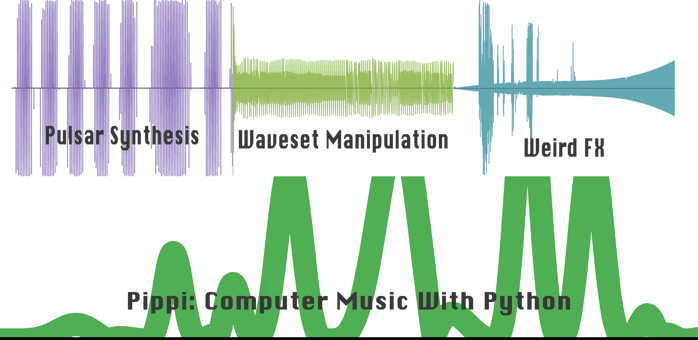 Pulsar Synthesis
Waveset Manipulation
Weird FX
Pippi: Computer Music With Python